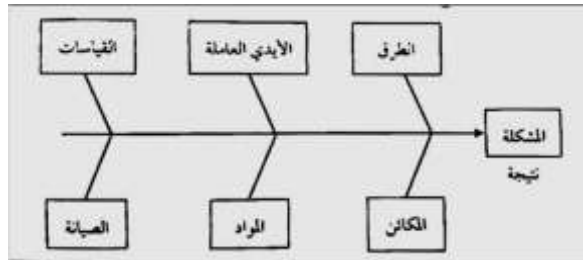 الطرق
الأيدي العاملة
القياسات
المشكلة
نتيجة
المكائن
المواد
الصيانة